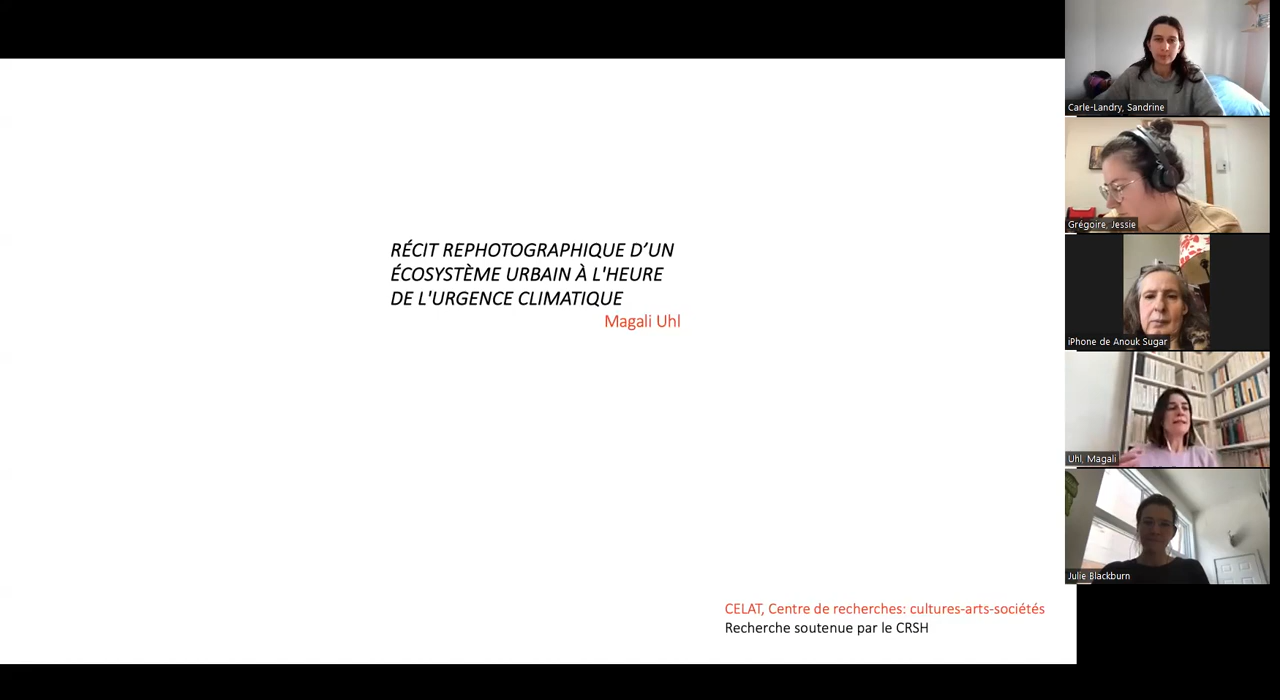 RÉCIT REPHOTOGRAPHIQUE D’UN
ÉCOSYSTÈME URBAIN À L'HEURE
DE L'URGENCE CLIMATIQUE
Magali Uhl
CELAT, Centre de recherches: cultures-arts-sociétés
Recherche soutenue par le CRSH
Carle-Landry, Sandrine
Grégoire, Jessie
iPhone de Anouk Sugar
Uhl, Magali
Julie Blackburn